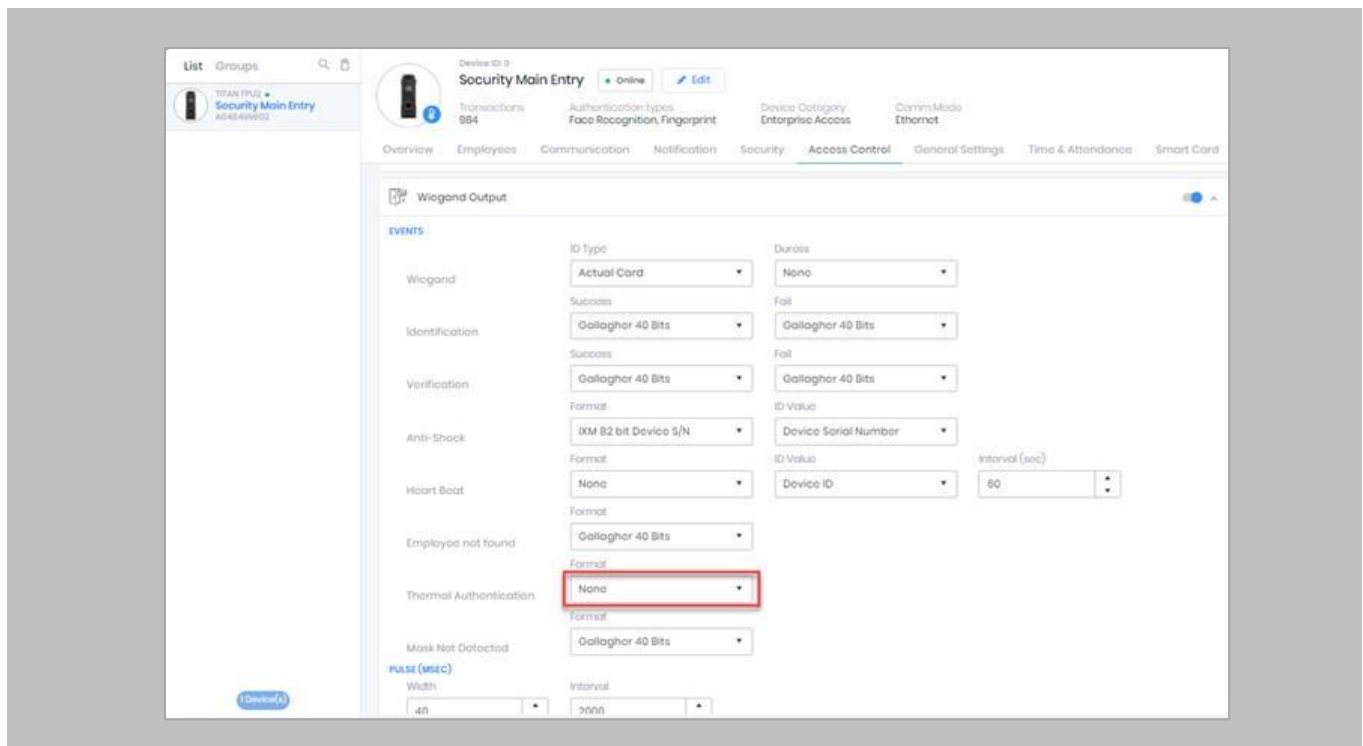 List Groups
TITAN FPU2
Security Main Entry
Device ID: 0
Security Main Entry Online Edit
Transactions Authentication types Device Category Comm Mode
984 Face Recognition, Fingerprint Enterprise Access Ethernet
Overview Employees Communication Notification Security Access Control General Settings Time & Attendance Smart Card
Wiegand Output
EVENTS
ID Type Duress
Wiegand Actual Card None
Success Fail
Identification Gallagher 40 Bits Gallagher 40 Bits
Success Fail
Verification Gallagher 40 Bits Gallagher 40 Bits
Format ID Value
Anti-Shock IXM 82 bit Device S/N Device Serial Number
Format ID Value Interval (sec)
Heart Beat None Device ID 60
Format
Employee not found Gallagher 40 Bits
Format
Thermal Authentication None
Format
Mask Not Detected Gallagher 40 Bits
PULSE (MSEC)
Width Interval
40 2000
1 Device(s)